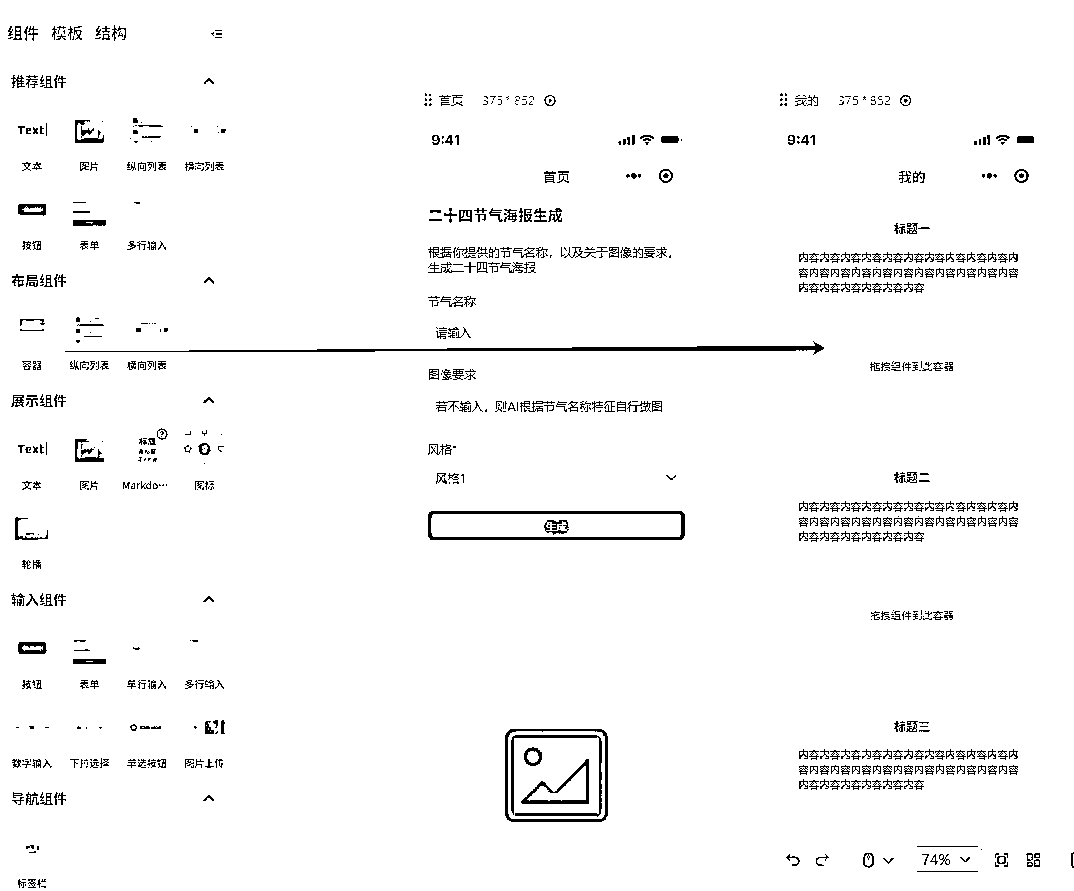 组件 模板 结构
推荐组件
Text
文本 图片 纵向列表 横向列表
按钮 表单 多行输入
布局组件
容器 纵向列表 横向列表
展示组件
Text 标题
文本 图片 Markdo··· 图标
轮播
输入组件
按钮 表单 单行输入 多行输入
数字输入 下拉选择 单选按钮 图片上传
导航组件
标签栏
首页 375 * 852
9:41
首页
二十四节气海报生成
根据你提供的节气名称，以及关于图像的要求，
生成二十四节气海报
节气名称
请输入
图像要求
若不输入，则AI根据节气名称特征自行做图
风格*
风格1
生成
我的 375 * 852
9:41
我的
标题一
内容内容内容内容内容内容内容内容内容内容内
容内容内容内容内容内容内容内容内容内容内容
内容内容内容内容内容内容
拖拽组件到此容器
标题二
内容内容内容内容内容内容内容内容内容内容内
容内容内容内容内容内容内容内容内容内容内容
内容内容内容内容内容内容
拖拽组件到此容器
标题三
内容内容内容内容内容内容内容内容内容内容内
容内容内容内容内容内容内容内容内容内容内容
内容内容内容内容内容内容
74%